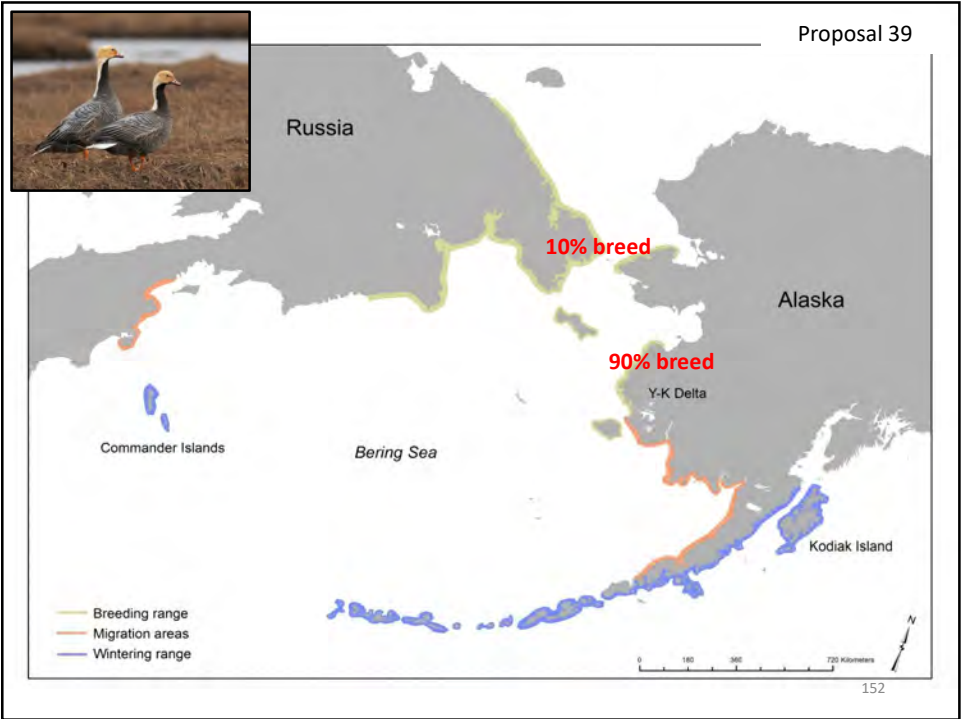 Proposal 39
Russia
10% breed
Alaska
90% breed
Y-K Delta
Commander Islands
Bering Sea
Kodiak Island
Breeding range
Migration areas
Wintering range
N
0 180 360 720 Kilometers
152